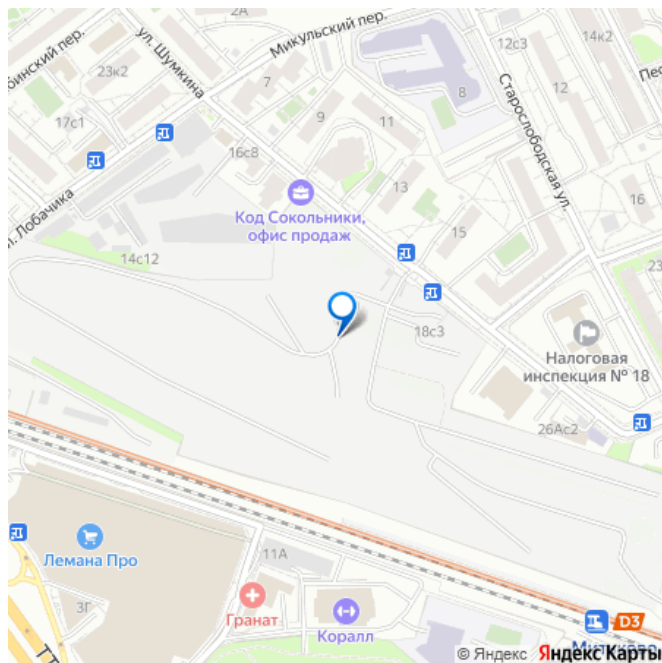 2А
Микульский пер.
12с3
14к2
бинский пер.
ул. Шумкина
23к2
7
8
12
Старослободская ул.
17с1
9
11
16с8
13
16
ул. Лобачика
Код Сокольники,
офис продаж
15
14с12
23
18с3
Налоговая
инспекция № 18
26Ас2
Лемана Про
11А
3Г
Гранат
Коралл
D3
ТТ
© Яндекс Яндекс Карты